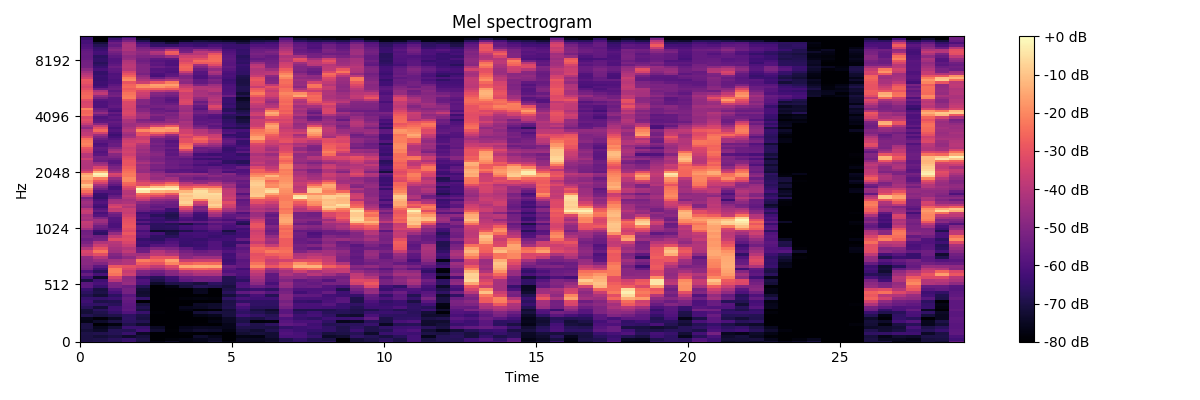 Mel spectrogram
Hz
8192
4096
2048
1024
512
0
0 5 10 15 20 25
Time
+0 dB
-10 dB
-20 dB
-30 dB
-40 dB
-50 dB
-60 dB
-70 dB
-80 dB